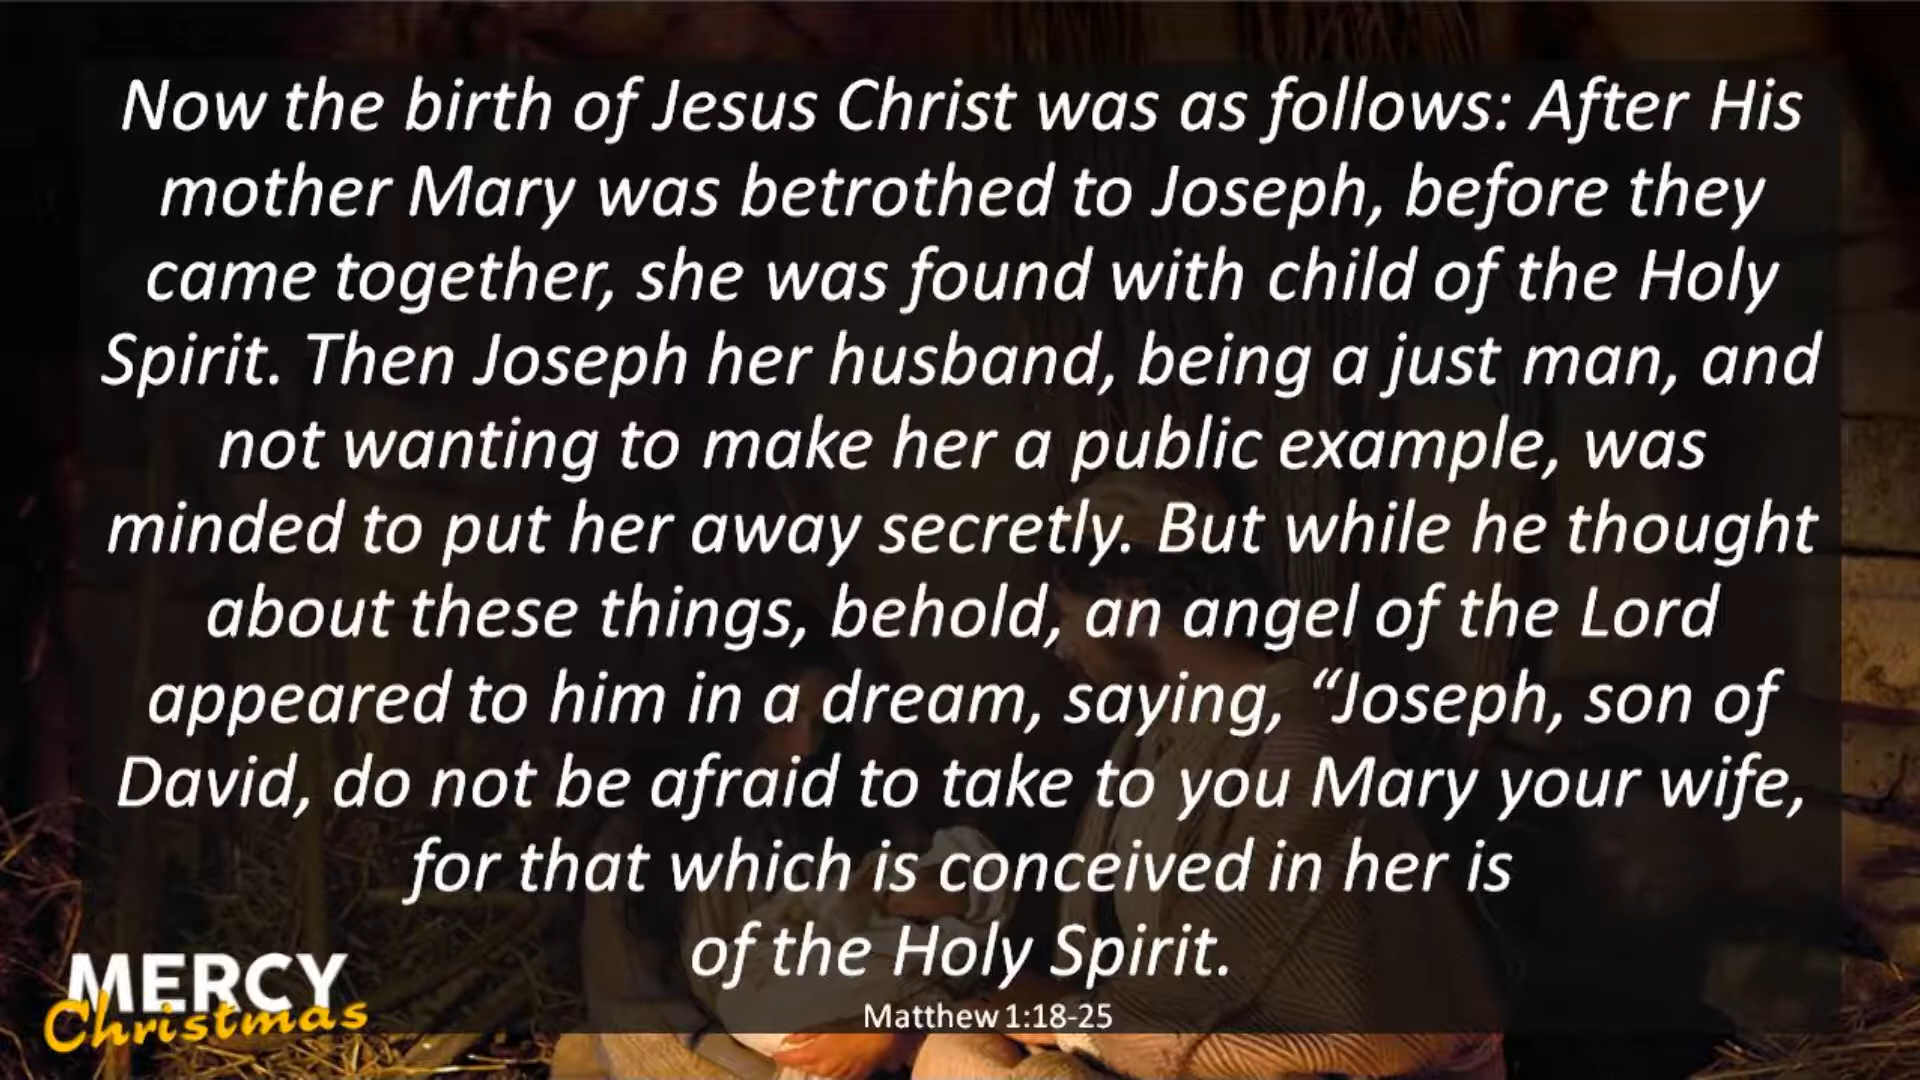 Now the birth of Jesus Christ was as follows: After His
mother Mary was betrothed to Joseph, before they
came together, she was found with child of the Holy
Spirit. Then Joseph her husband, being a just man, and
not wanting to make her a public example, was
minded to put her away secretly. But while he thought
about these things, behold, an angel of the Lord
appeared to him in a dream, saying, “Joseph, son of
David, do not be afraid to take to you Mary your wife,
for that which is conceived in her is
of the Holy Spirit.
Matthew 1:18-25
MERCY
Christmas